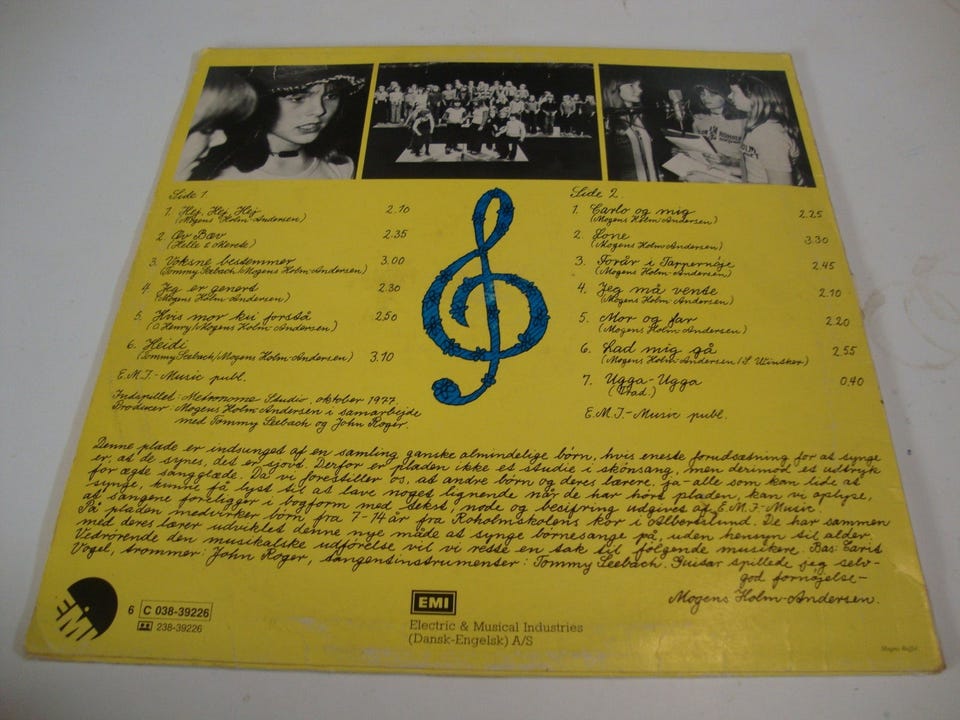 Side 1.
1. Hej, Hej, Hej 2.10
(Mogens Holm-Andersen)
2. Øv Bæv 2.35
(Helle & Merete)
3. Voksne bestemmer 3.00
(Tommy Seebach/Mogens Holm-Andersen)
4. Jeg er genert 2.30
(Mogens Holm-Andersen)
5. Hvis mor ku' forstå 2.50
(O. Henry/Mogens Holm-Andersen)
6. Heidi
(Tommy Seebach/Mogens Holm-Andersen) 3.10
E.M.I.-Music publ.
Indspillet: Metronome Studio, oktober 1977.
Producer Mogens Holm-Andersen i samarbejde
med Tommy Seebach og John Roger.
Side 2.
1. Carlo og mig 2.25
(Mogens Holm-Andersen)
2. Lone 3.30
(Mogens Holm-Andersen)
3. Forår i Tappernøje 2.45
(Mogens Holm-Andersen)
4. Jeg må vente 2.10
(Mogens Holm-Andersen)
5. Mor og far 2.20
(Mogens Holm-Andersen)
6. Lad mig gå 2.55
(Mogens Holm-Andersen/S. Winsker)
7. Ugga-Ugga 0.40
(Trad.)
E.M.I.-Music publ.
Denne plade er indsunget af en samling ganske almindelige børn, hvis eneste forudsætning for at synge
er, at de synes, det er sjovt. Derfor er pladen ikke et studie i skønsang, men derimod et udtryk
for ægte sangglæde. Da vi forestiller os, at andre børn og deres lærere, ja-alle som kan lide at
synge, kunne få lyst til at lave noget lignende når de har hørt pladen, kan vi oplyse,
at sangene foreligger i bogform med tekst, node og becifring udgivet af E.M.I-Music.
På pladen medvirker børn fra 7-14 år fra Roholmskolens kor i Albertslund. De har sammen
med deres lærer udviklet denne nye måde at synge børnesange på, uden hensyn til alder.
Vedrørende den musikalske udførelse vil vi rette en tak til følgende musikere. Bas:
Vogel, trommer: John Roger, tangentinstrumenter: Tommy Seebach. Guitar spillede jeg selv-
god fornøjelse-
Mogens Holm-Andersen.
EMI
6 C 038-39226
238-39226
EMI
Electric & Musical Industries
(Dansk-Engelsk) A/S